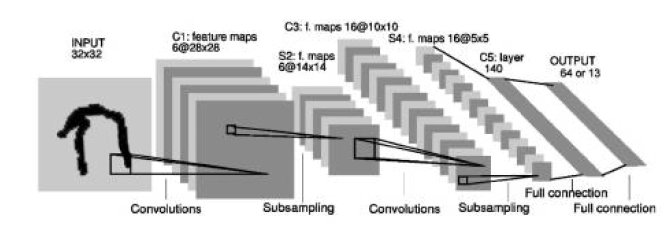 INPUT
32x32
C1: feature maps
6@28x28
C3: f. maps 16@10x10
S2: f. maps
6@14x14
S4: f. maps 16@5x5
C5: layer
140
OUTPUT
64 or 13
Convolutions
Subsampling
Convolutions
Subsampling
Full connection
Full connection